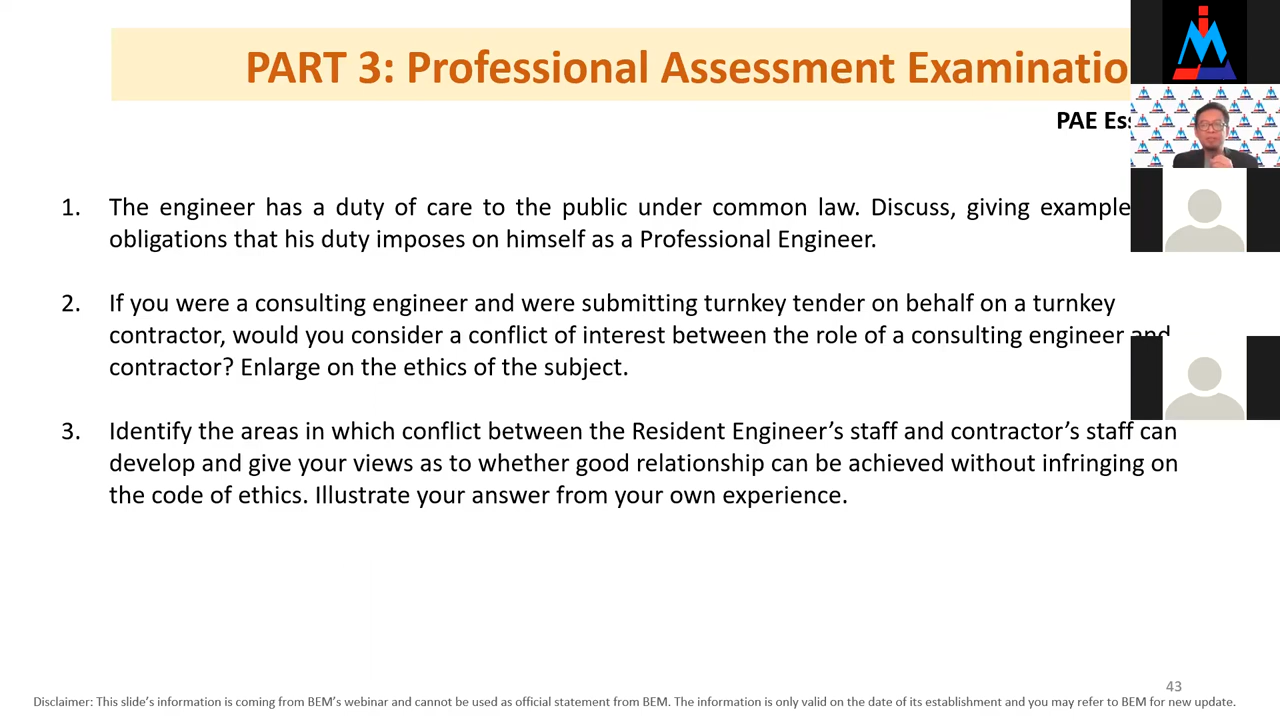 PART 3: Professional Assessment Examinatio
PAE Es
1. The engineer has a duty of care to the public under common law. Discuss, giving example
obligations that his duty imposes on himself as a Professional Engineer.
2. If you were a consulting engineer and were submitting turnkey tender on behalf on a turnkey
contractor, would you consider a conflict of interest between the role of a consulting engineer and
contractor? Enlarge on the ethics of the subject.
3. Identify the areas in which conflict between the Resident Engineer’s staff and contractor’s staff can
develop and give your views as to whether good relationship can be achieved without infringing on
the code of ethics. Illustrate your answer from your own experience.
43
Disclaimer: This slide’s information is coming from BEM’s webinar and cannot be used as official statement from BEM. The information is only valid on the date of its establishment and you may refer to BEM for new update.